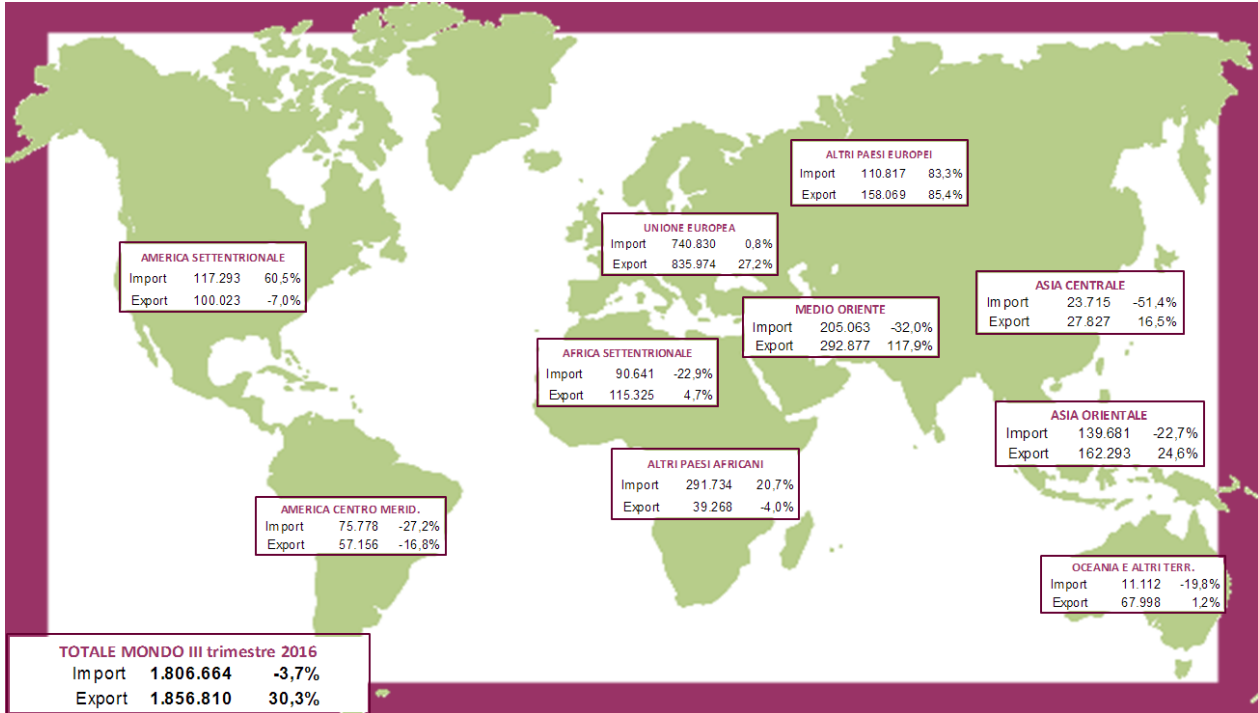 ALTRI PAESI EUROPEI
Import 110.817 83,3%
Export 158.069 85,4%
UNIONE EUROPEA
Import 740.830 0,8%
Export 835.974 27,2%
AMERICA SETTENTRIONALE
Import 117.293 60,5%
Export 100.023 -7,0%
ASIA CENTRALE
Import 23.715 -51,4%
Export 27.827 16,5%
MEDIO ORIENTE
Import 205.063 -32,0%
Export 292.877 117,9%
AFRICA SETTENTRIONALE
Import 90.641 -22,9%
Export 115.325 4,7%
ASIA ORIENTALE
Import 139.681 -22,7%
Export 162.293 24,6%
ALTRI PAESI AFRICANI
Import 291.734 20,7%
Export 39.268 -4,0%
AMERICA CENTRO MERID.
Import 75.778 -27,2%
Export 57.156 -16,8%
OCEANIA E ALTRI TERR.
Import 11.112 -19,8%
Export 67.998 1,2%
TOTALE MONDO III trimestre 2016
Import 1.806.664 -3,7%
Export 1.856.810 30,3%